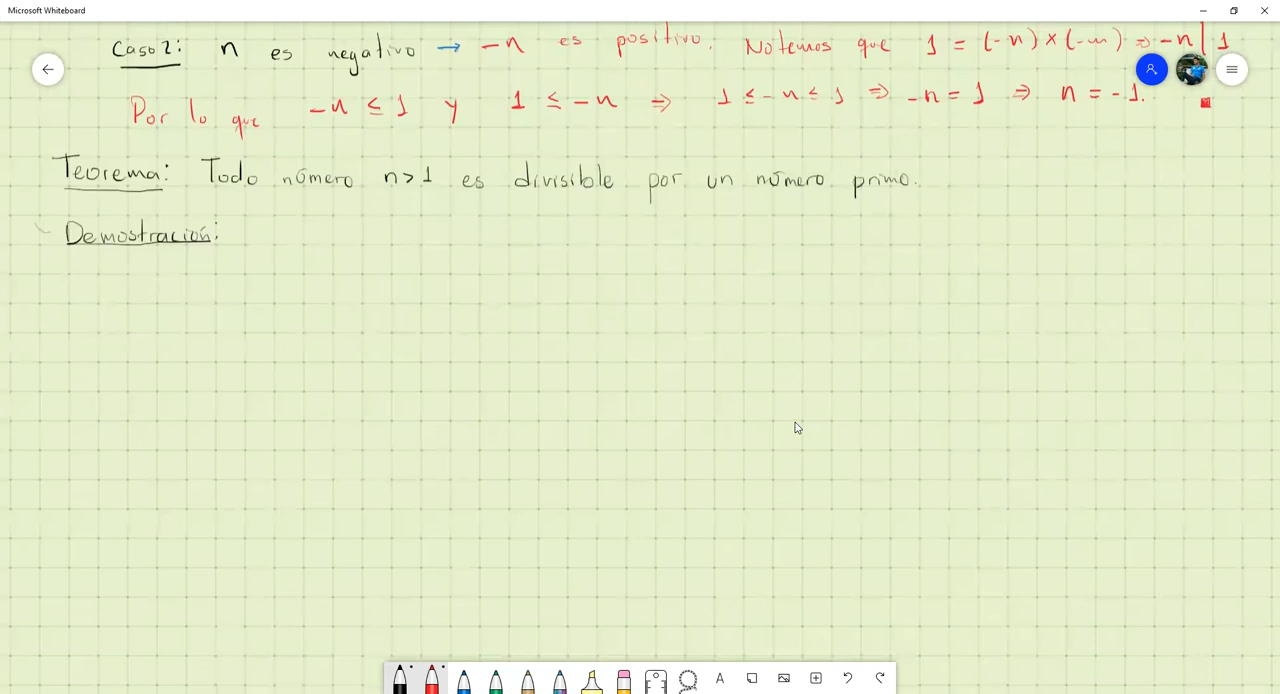 Microsoft Whiteboard
Caso 2: n es negativo → -n es positivo. Notemos que 1 = (-n) × (-m) ⇒ -n | 1
Por lo que -n ≤ 1 y 1 ≤ -n ⇒ 1 ≤ -n ≤ 1 ⇒ -n = 1 ⇒ n = -1.
Teorema: Todo número n > 1 es divisible por un número primo.
Demostración:
A